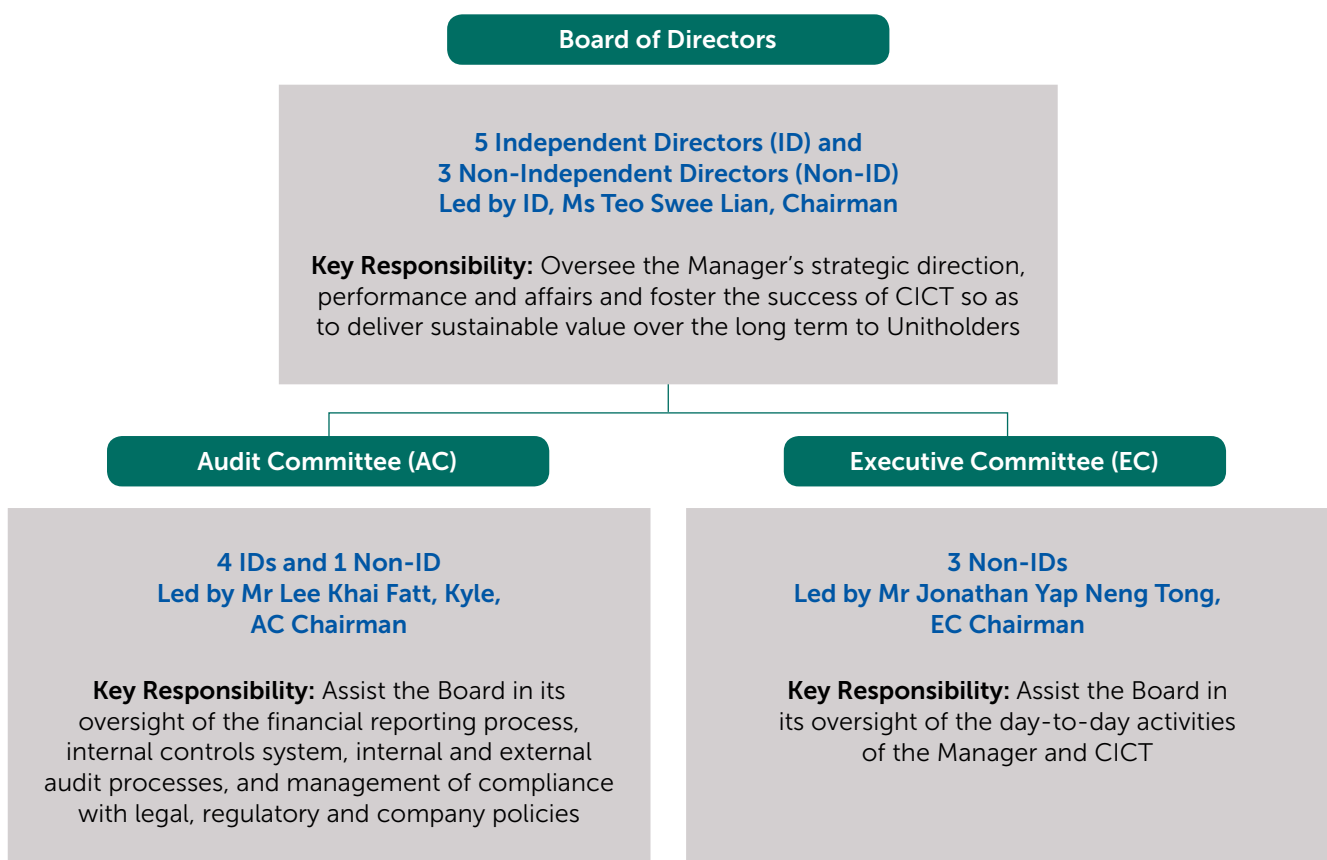 Board of Directors
5 Independent Directors (ID) and
3 Non-Independent Directors (Non-ID)
Led by ID, Ms Teo Swee Lian, Chairman
Key Responsibility: Oversee the Manager’s strategic direction,
performance and affairs and foster the success of CICT so as
to deliver sustainable value over the long term to Unitholders
Audit Committee (AC)
4 IDs and 1 Non-ID
Led by Mr Lee Khai Fatt, Kyle,
AC Chairman
Key Responsibility: Assist the Board in its
oversight of the financial reporting process,
internal controls system, internal and external
audit processes, and management of compliance
with legal, regulatory and company policies
Executive Committee (EC)
3 Non-IDs
Led by Mr Jonathan Yap Neng Tong,
EC Chairman
Key Responsibility: Assist the Board in
its oversight of the day-to-day activities
of the Manager and CICT